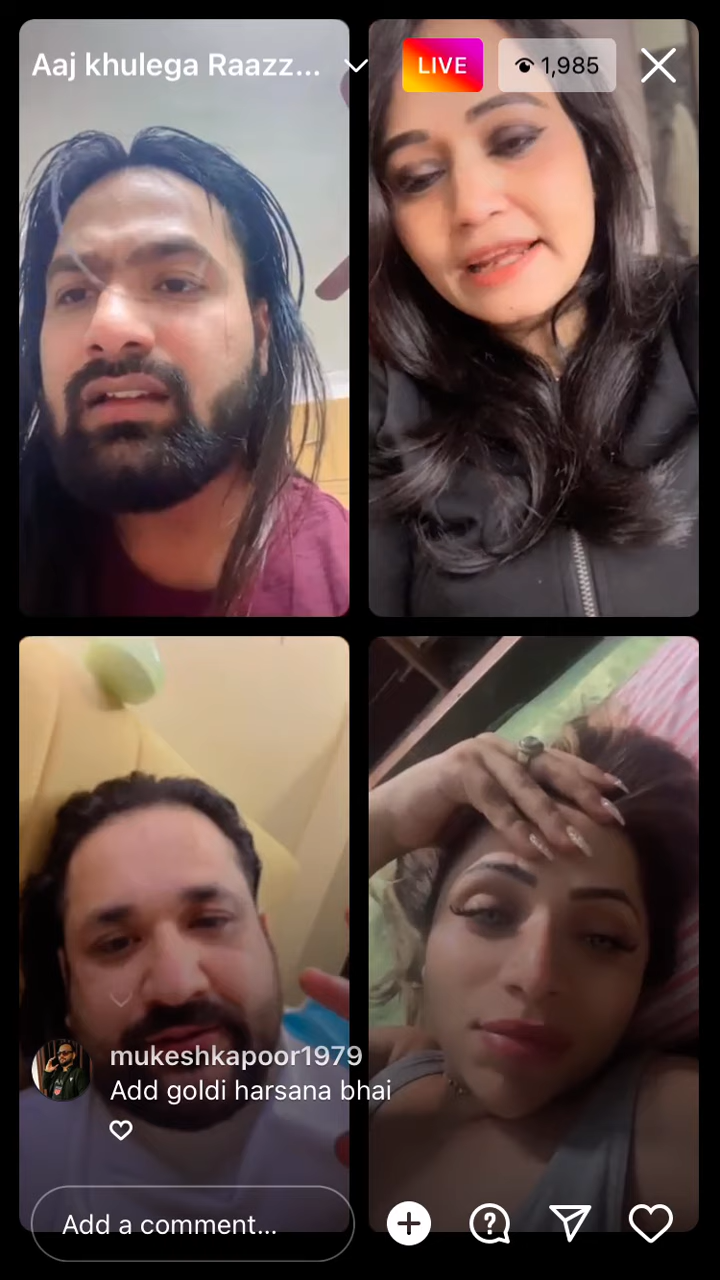 Aaj khulega Raazz...
LIVE
1,985
mukeshkapoor1979
Add goldi harsana bhai
Add a comment...